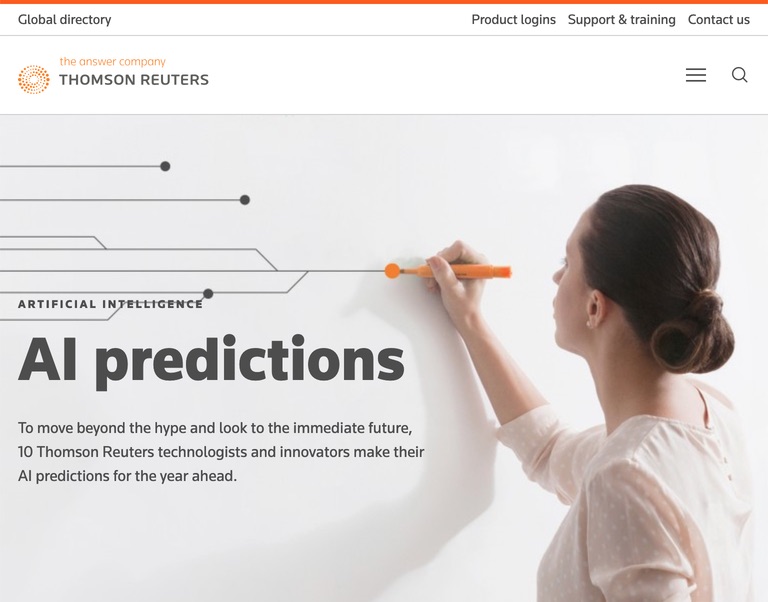 Global directory
Product logins Support & training Contact us
the answer company
THOMSON REUTERS
ARTIFICIAL INTELLIGENCE
AI predictions
To move beyond the hype and look to the immediate future,
10 Thomson Reuters technologists and innovators make their
AI predictions for the year ahead.